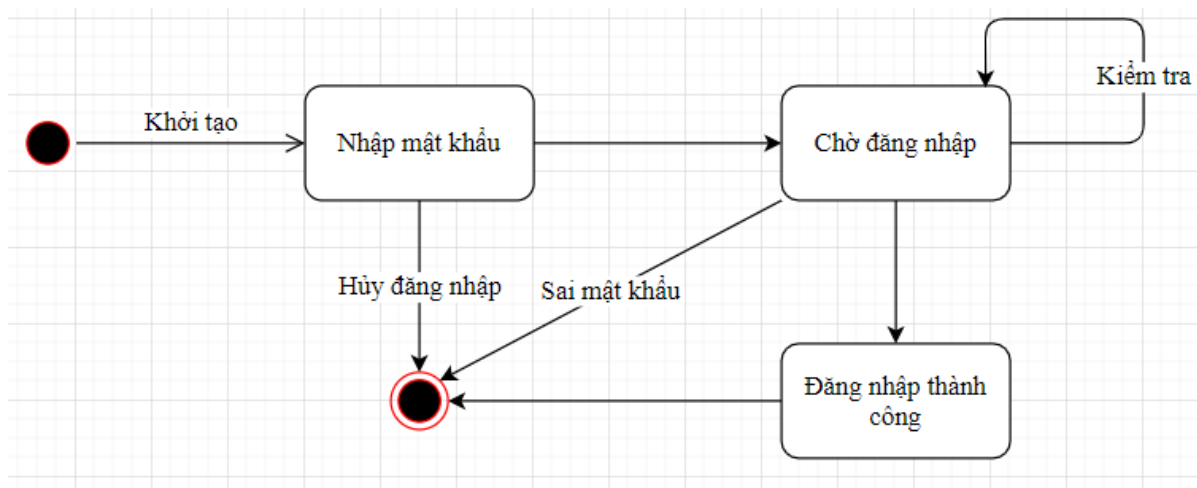 Kiểm tra
Khởi tạo
Nhập mật khẩu
Chờ đăng nhập
Hủy đăng nhập
Sai mật khẩu
Đăng nhập thành
công